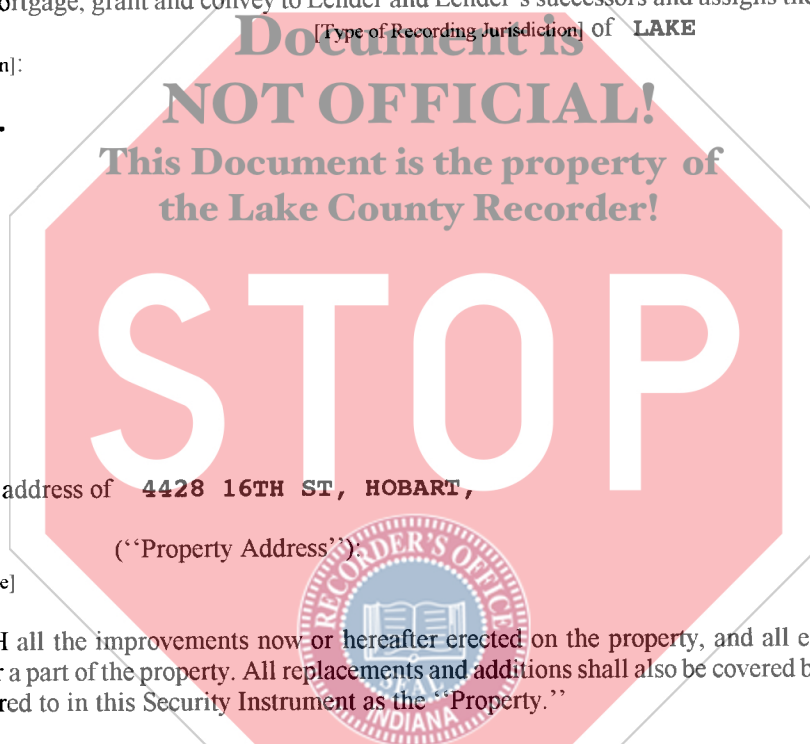 ortgage, grant and convey to Lender and Lender's successors and assigns the
Document is
[Type of Recording Jurisdiction] of LAKE
n]:
NOT OFFICIAL!
.
This Document is the property of
the Lake County Recorder!
STOP
address of 4428 16TH ST, HOBART,
(‘‘Property Address’’):
e]
RECORDER'S OFFICE
H all the improvements now or hereafter erected on the property, and all e
r a part of the property. All replacements and additions shall also be covered b
SEAL
red to in this Security Instrument as the ‘‘Property.’’
INDIANA